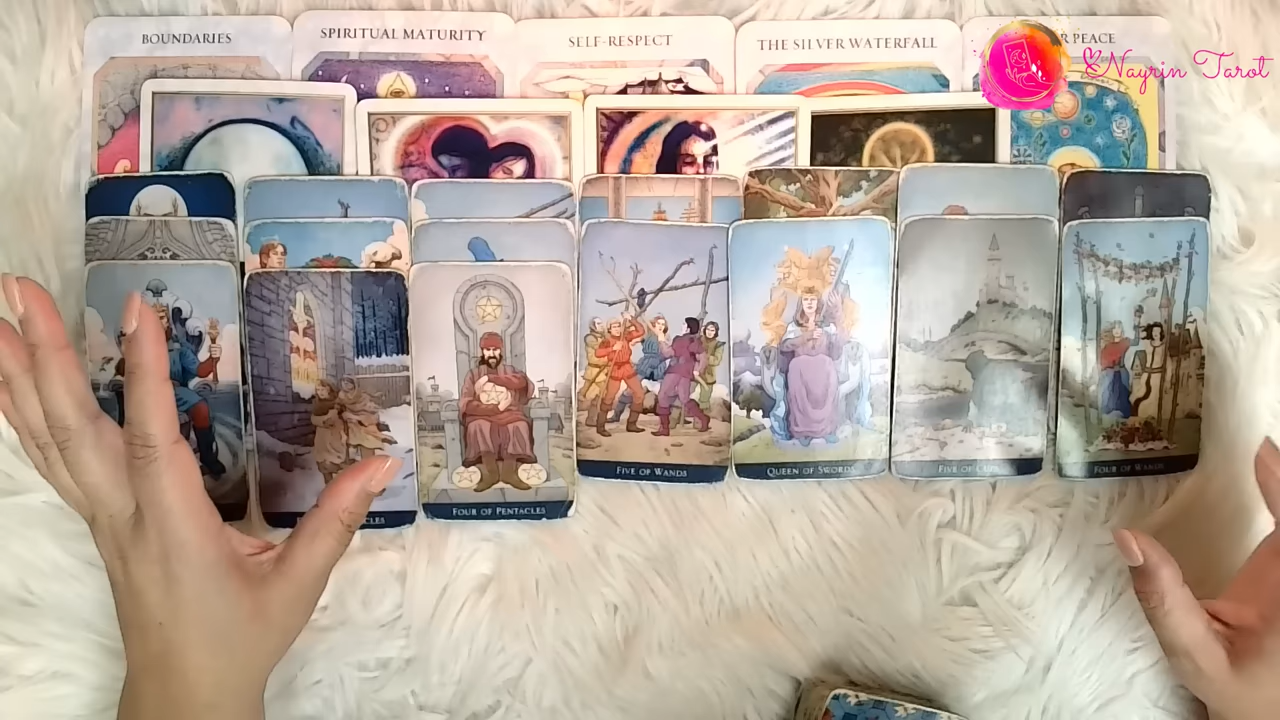 BOUNDARIES
SPIRITUAL MATURITY
SELF-RESPECT
THE SILVER WATERFALL
PEACE
Nayrin Tarot
FOUR OF PENTACLES
FIVE OF WANDS
QUEEN OF SWORDS
FIVE OF CUPS
FOUR OF WANDS